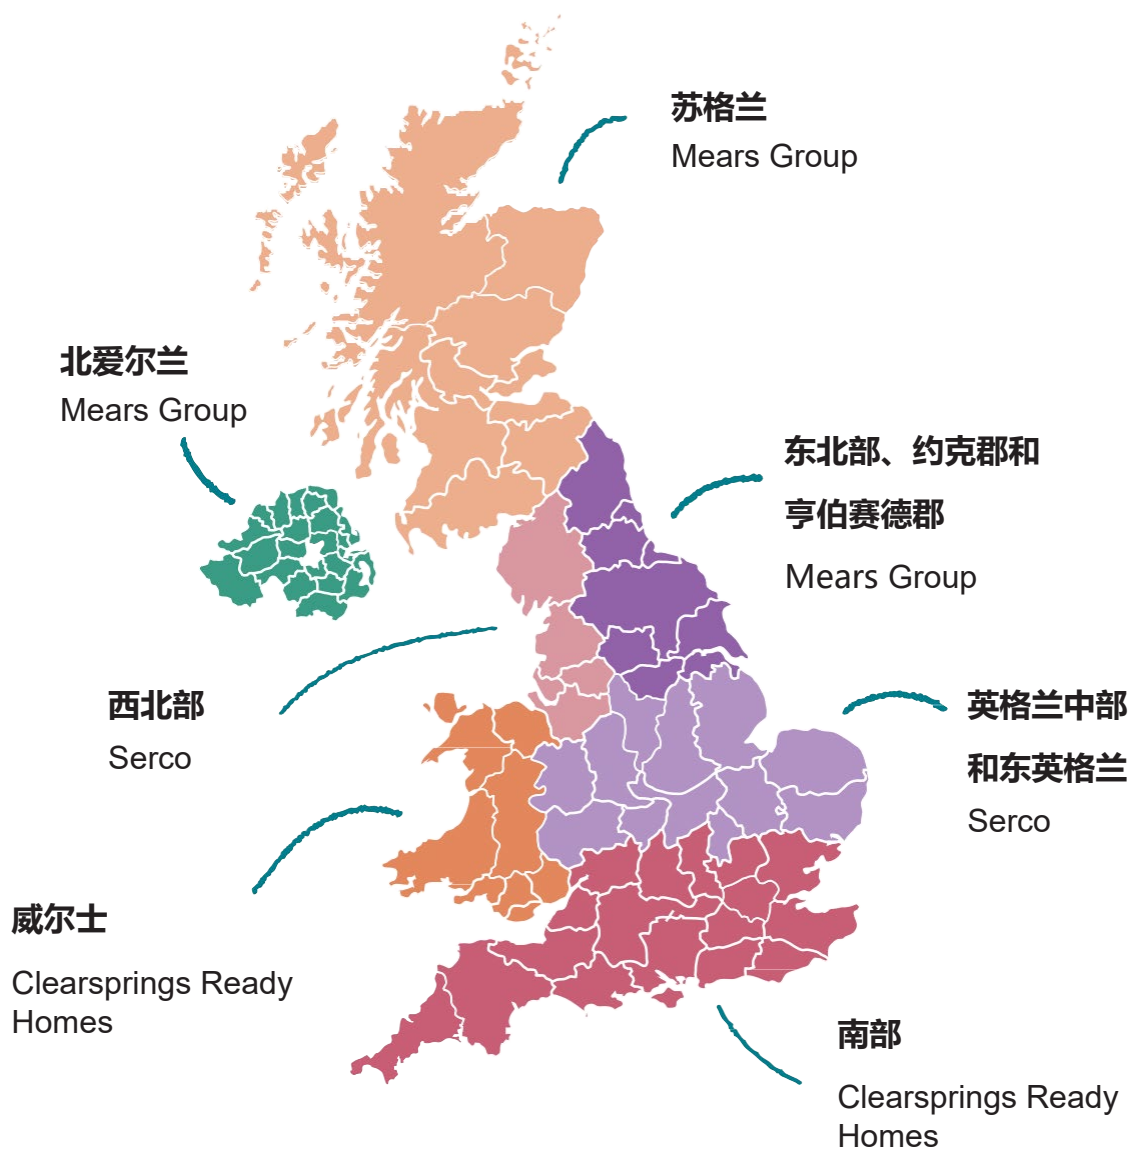 苏格兰
Mears Group
北爱尔兰
Mears Group
东北部、约克郡和
亨伯赛德郡
Mears Group
西北部
Serco
英格兰中部
和东英格兰
Serco
威尔士
Clearsprings Ready
Homes
南部
Clearsprings Ready
Homes